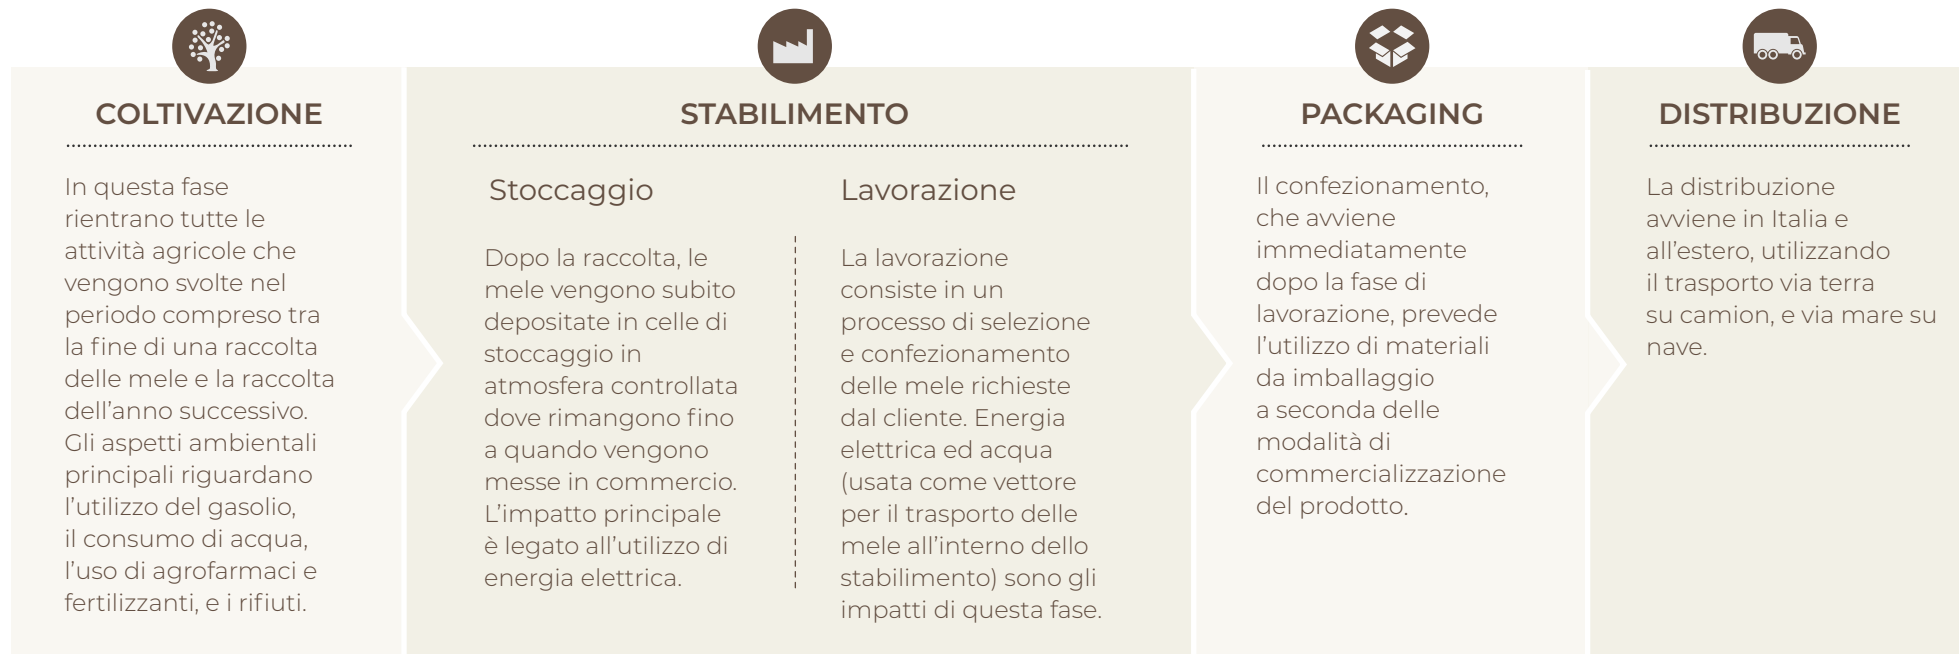 COLTIVAZIONE
In questa fase
rientrano tutte le
attività agricole che
vengono svolte nel
periodo compreso tra
la fine di una raccolta
delle mele e la raccolta
dell’anno successivo.
Gli aspetti ambientali
principali riguardano
l’utilizzo del gasolio,
il consumo di acqua,
l’uso di agrofarmaci e
fertilizzanti, e i rifiuti.
STABILIMENTO
Stoccaggio
Dopo la raccolta, le
mele vengono subito
depositate in celle di
stoccaggio in
atmosfera controllata
dove rimangono fino
a quando vengono
messe in commercio.
L’impatto principale
è legato all’utilizzo di
energia elettrica.
Lavorazione
La lavorazione
consiste in un
processo di selezione
e confezionamento
delle mele richieste
dal cliente. Energia
elettrica ed acqua
(usata come vettore
per il trasporto delle
mele all’interno dello
stabilimento) sono gli
impatti di questa fase.
PACKAGING
Il confezionamento,
che avviene
immediatamente
dopo la fase di
lavorazione, prevede
l’utilizzo di materiali
da imballaggio
a seconda delle
modalità di
commercializzazione
del prodotto.
DISTRIBUZIONE
La distribuzione
avviene in Italia e
all’estero, utilizzando
il trasporto via terra
su camion, e via mare su
nave.